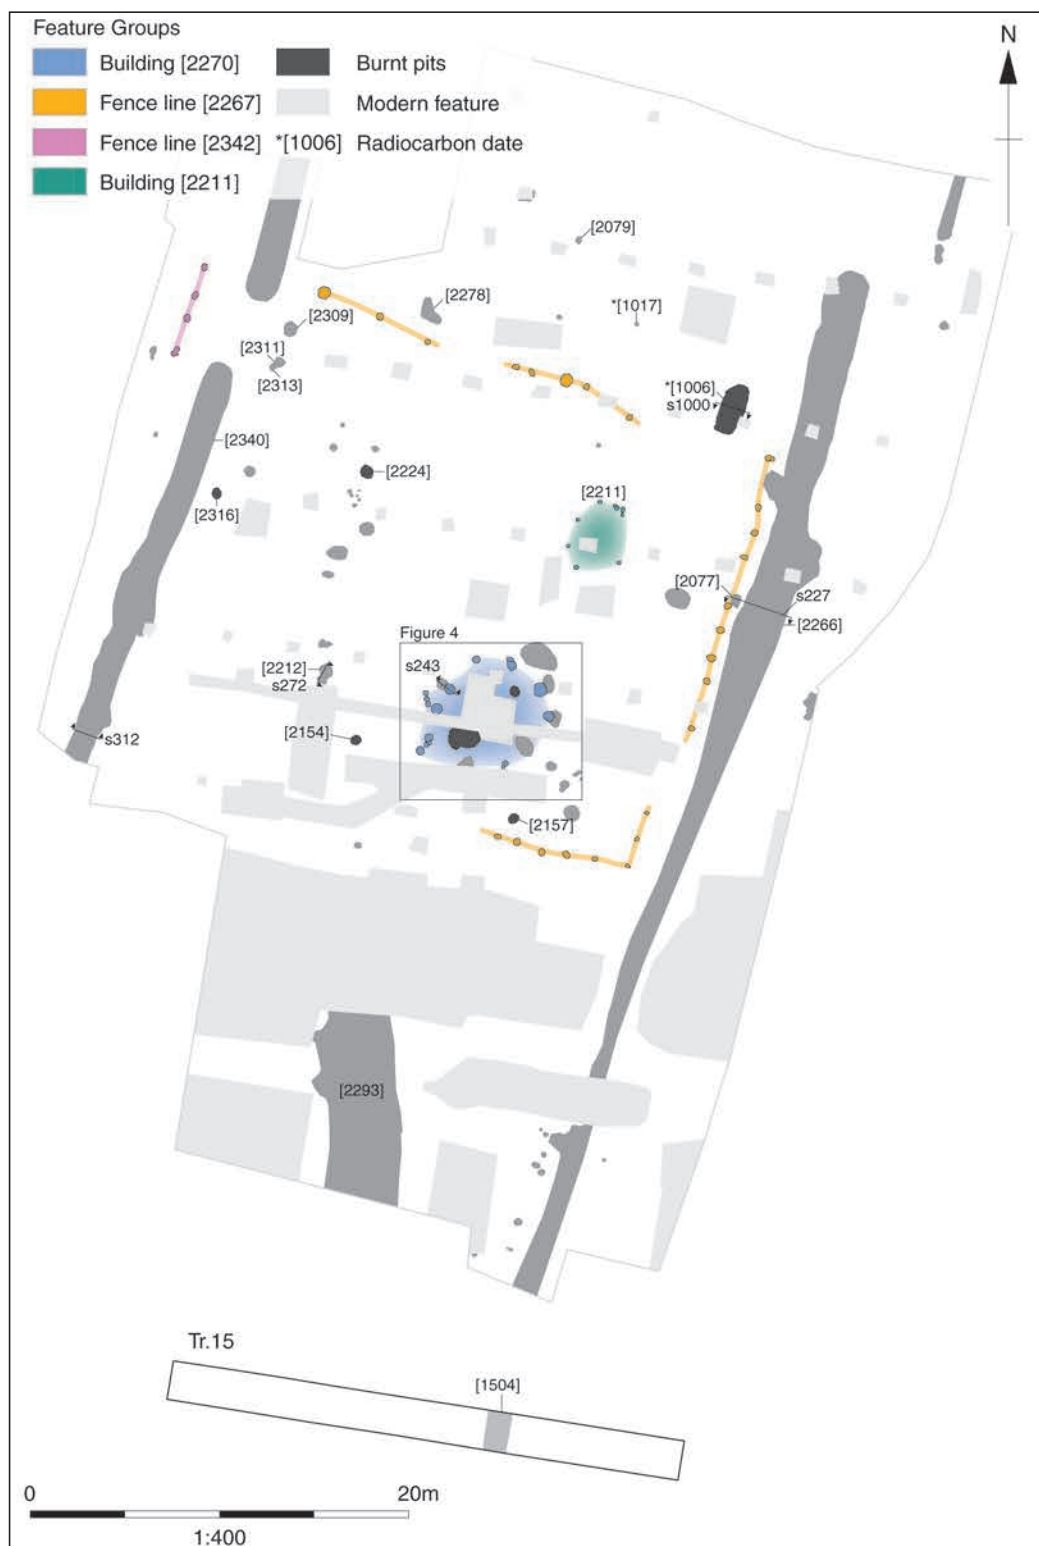 Feature Groups
N
Building [2270]
Burnt pits
Fence line [2267]
Modern feature
Fence line [2342]
*[1006] Radiocarbon date
Building [2211]
[2079]
[2278]
*[1017]
[2309]
[2311]
[2313]
*[1006]
s1000
[2340]
[2224]
[2316]
[2211]
[2077]
s227
[2266]
Figure 4
s243
[2212]
s272
[2154]
s312
[2157]
[2293]
Tr.15
[1504]
0
20m
1:400